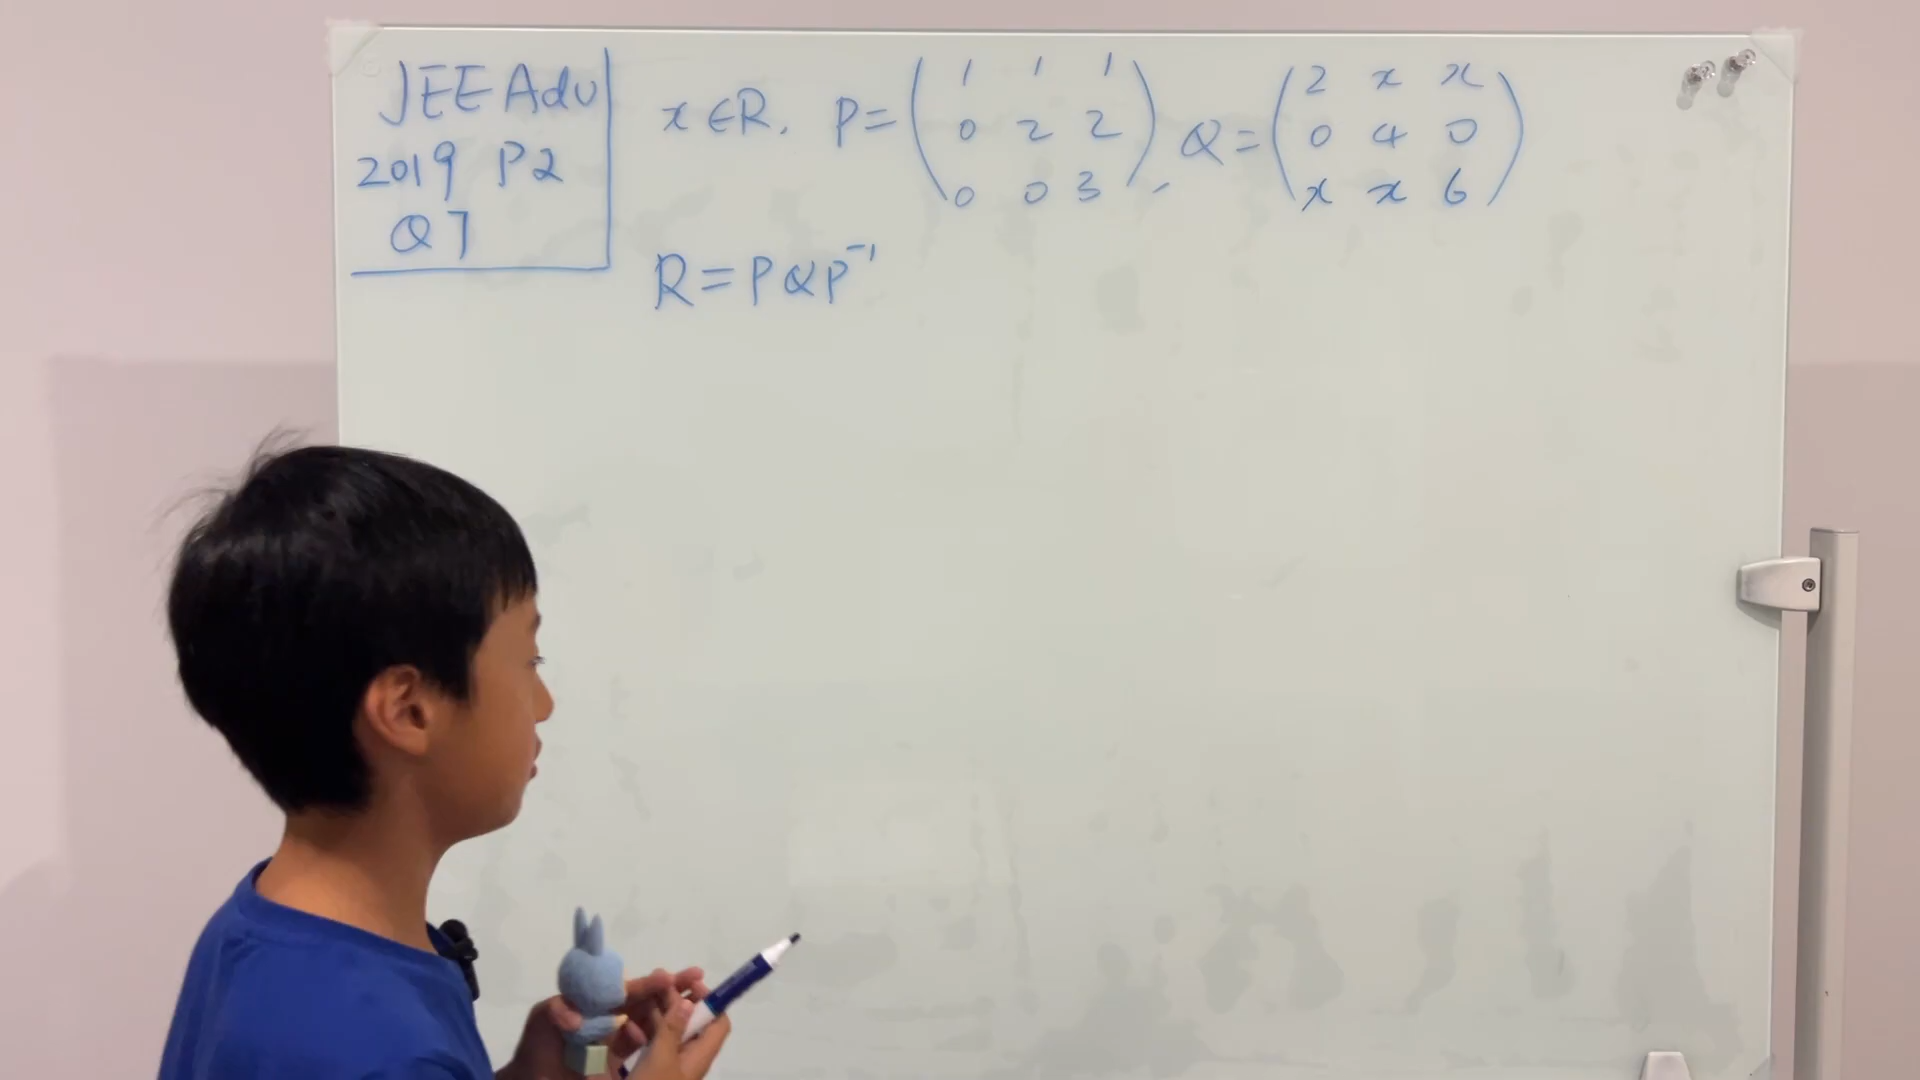 JEE Adv
2019 P2
Q7
x ∈ R, P = (1 1 1; 0 2 2; 0 0 3), Q = (2 x x; 0 4 0; x x 6)
R = PQP⁻¹